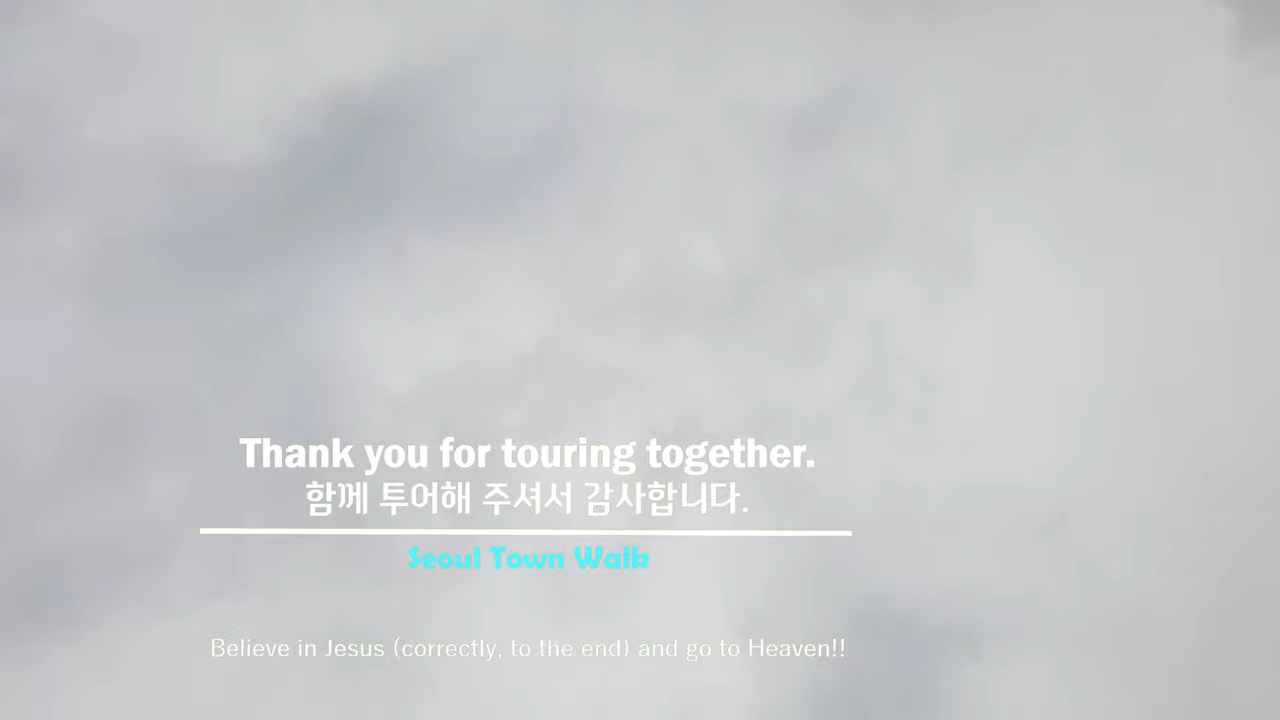 Thank you for touring together.
함께 투어해 주셔서 감사합니다.
Seoul Town Walk
Believe in Jesus (correctly, to the end) and go to Heaven!!